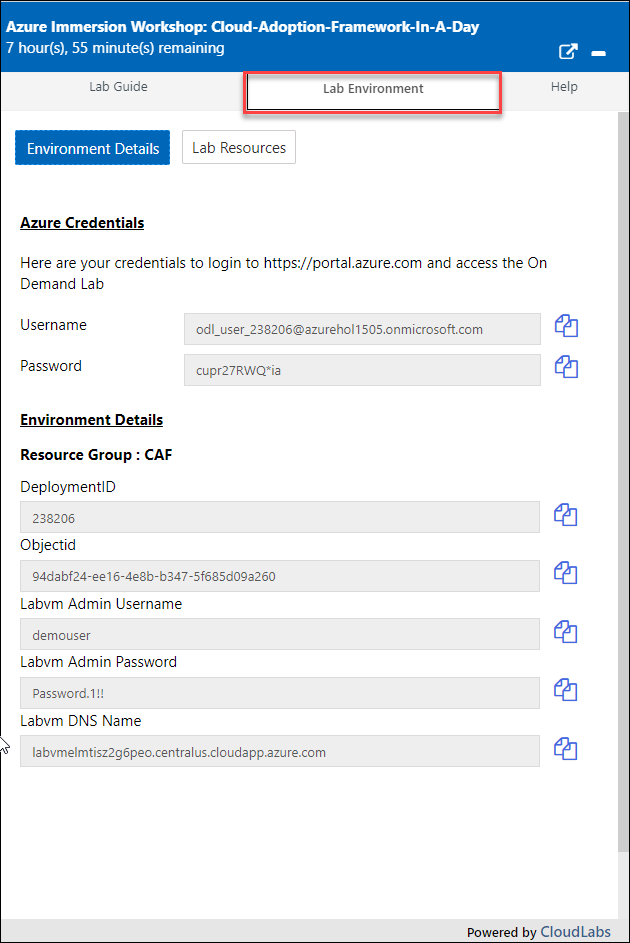 Azure Immersion Workshop: Cloud-Adoption-Framework-In-A-Day
7 hour(s), 55 minute(s) remaining
Lab Guide
Lab Environment
Help
Environment Details
Lab Resources
Azure Credentials
Here are your credentials to login to https://portal.azure.com and access the On
Demand Lab
Username
odl_user_238206@azurehol1505.onmicrosoft.com
Password
cupr27RWQ*ia
Environment Details
Resource Group : CAF
DeploymentID
238206
Objectid
94dabf24-ee16-4e8b-b347-5f685d09a260
Labvm Admin Username
demouser
Labvm Admin Password
Password.1!!
Labvm DNS Name
labvmelmtisz2g6peo.centralus.cloudapp.azure.com
Powered by CloudLabs